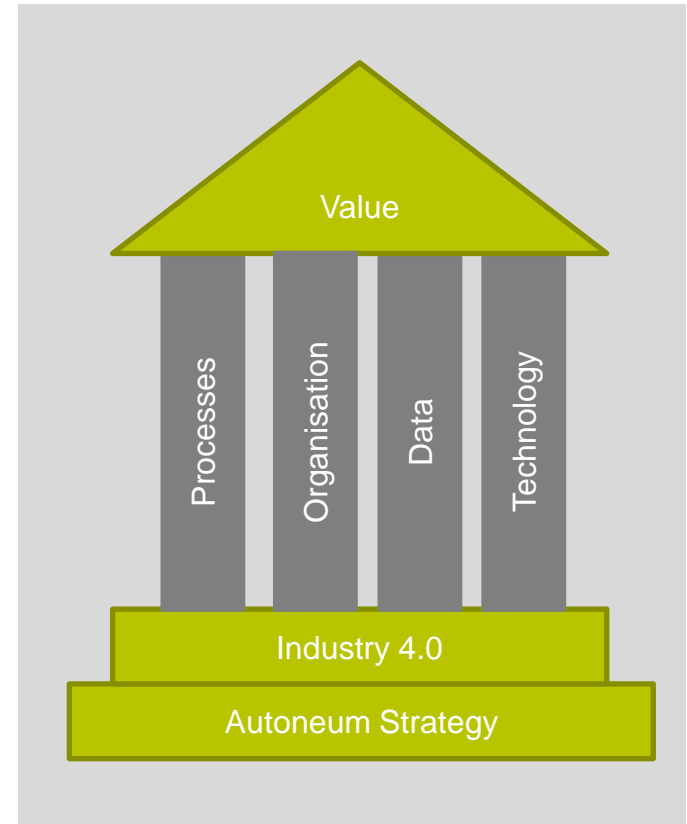 Value
Processes
Organisation
Data
Technology
Industry 4.0
Autoneum Strategy